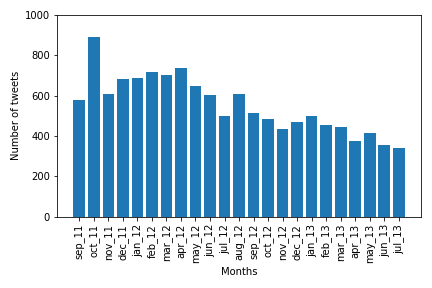 Number of tweets
1000
800
600
400
200
0
sep_11
oct_11
nov_11
dec_11
jan_12
feb_12
mar_12
apr_12
may_12
jun_12
jul_12
aug_12
sep_12
oct_12
nov_12
dec_12
jan_13
feb_13
mar_13
apr_13
may_13
jun_13
jul_13
Months